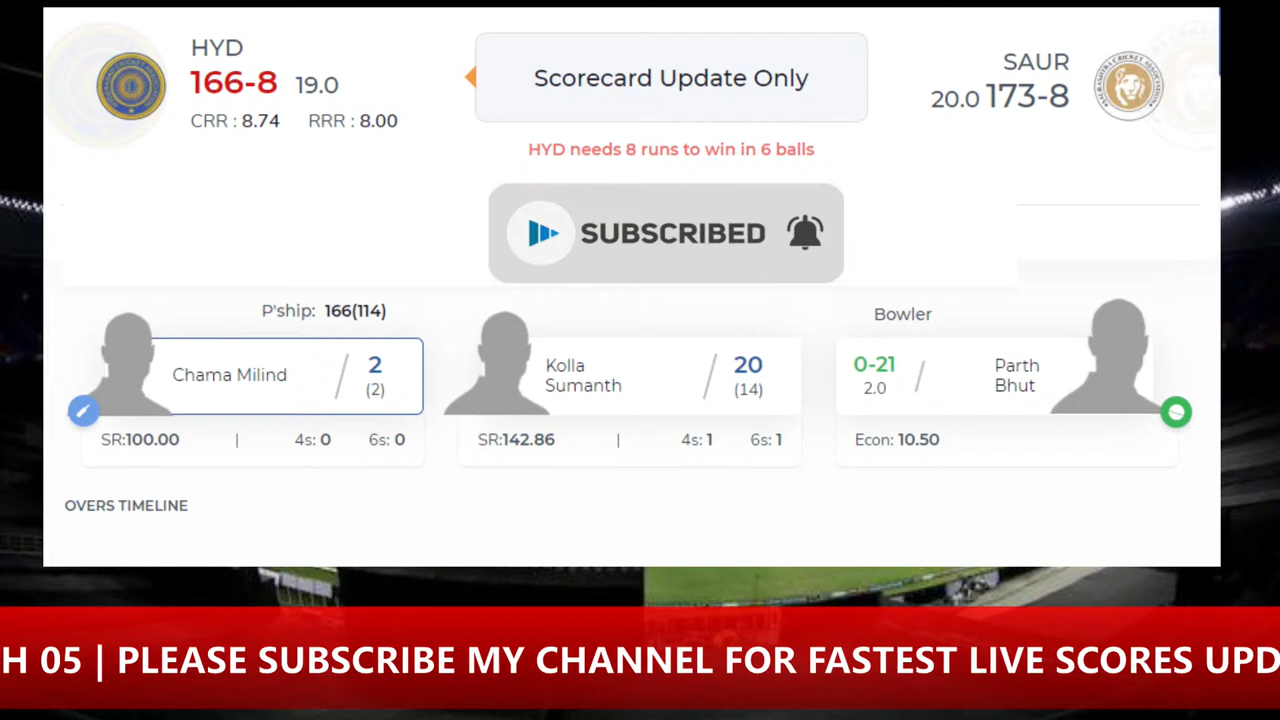 HYD
166-8 19.0
CRR : 8.74 RRR : 8.00
Scorecard Update Only
HYD needs 8 runs to win in 6 balls
SAUR
20.0 173-8
SUBSCRIBED
P'ship: 166(114)
Chama Milind
2
(2)
SR:100.00 | 4s: 0 6s: 0
Kolla
Sumanth
20
(14)
SR:142.86 | 4s: 1 6s: 1
Bowler
0-21
2.0
Parth
Bhut
Econ: 10.50
OVERS TIMELINE
H 05 | PLEASE SUBSCRIBE MY CHANNEL FOR FASTEST LIVE SCORES UPD